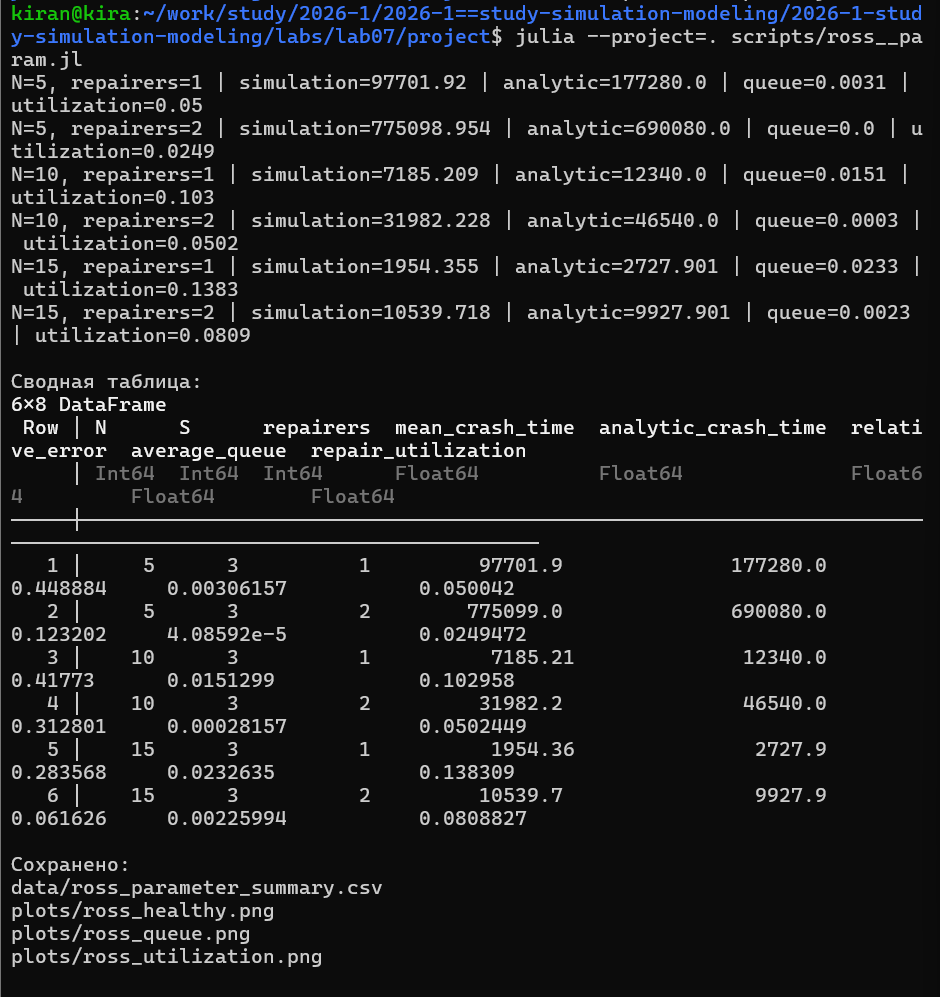 kiran@kira:~/work/study/2026-1/2026-1==study-simulation-modeling/2026-1-stud
y-simulation-modeling/labs/lab07/project$ julia --project=. scripts/ross__pa
ram.jl
N=5, repairers=1 | simulation=97701.92 | analytic=177280.0 | queue=0.0031 |
utilization=0.05
N=5, repairers=2 | simulation=775098.954 | analytic=690080.0 | queue=0.0 | u
tilization=0.0249
N=10, repairers=1 | simulation=7185.209 | analytic=12340.0 | queue=0.0151 |
utilization=0.103
N=10, repairers=2 | simulation=31982.228 | analytic=46540.0 | queue=0.0003 |
 utilization=0.0502
N=15, repairers=1 | simulation=1954.355 | analytic=2727.901 | queue=0.0233 |
 utilization=0.1383
N=15, repairers=2 | simulation=10539.718 | analytic=9927.901 | queue=0.0023
| utilization=0.0809

Сводная таблица:
6×8 DataFrame
 Row │ N      S      repairers  mean_crash_time  analytic_crash_time  relati
ve_error  average_queue  repair_utilization
     │ Int64  Int64  Int64      Float64          Float64              Float6
4         Float64        Float64
─────┼──────────────────────────────────────────────────────────────────────
────────────────────────────────────────────
   1 │     5      3          1         97701.9              177280.0
0.448884     0.00306157           0.050042
   2 │     5      3          2        775099.0              690080.0
0.123202     4.08592e-5           0.0249472
   3 │    10      3          1          7185.21              12340.0
0.41773      0.0151299            0.102958
   4 │    10      3          2         31982.2               46540.0
0.312801     0.00028157           0.0502449
   5 │    15      3          1          1954.36               2727.9
0.283568     0.0232635            0.138309
   6 │    15      3          2         10539.7                9927.9
0.061626     0.00225994           0.0808827

Сохранено:
data/ross_parameter_summary.csv
plots/ross_healthy.png
plots/ross_queue.png
plots/ross_utilization.png